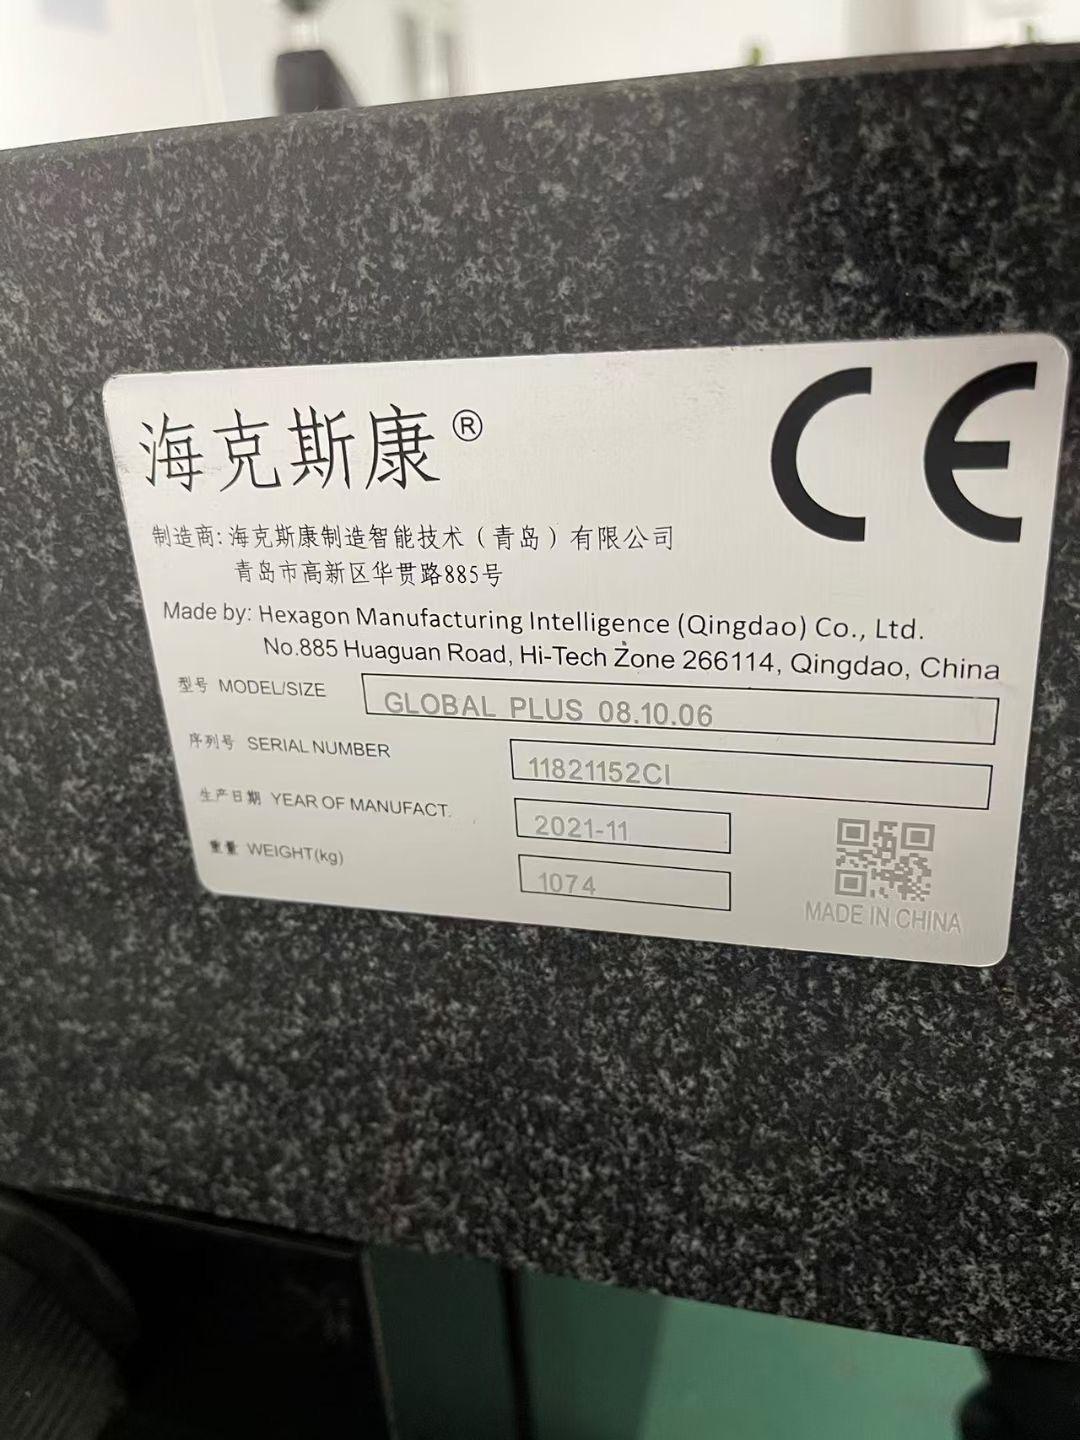 海克斯康®
CE
制造商: 海克斯康制造智能技术（青岛）有限公司
青岛市高新区华贯路885号
Made by: Hexagon Manufacturing Intelligence (Qingdao) Co., Ltd.
No.885 Huaguan Road, Hi-Tech Zone 266114, Qingdao, China
型号 MODEL/SIZE GLOBAL PLUS 08.10.06
序列号 SERIAL NUMBER 11821152CI
生产日期 YEAR OF MANUFACT. 2021-11
重量 WEIGHT(kg) 1074
MADE IN CHINA